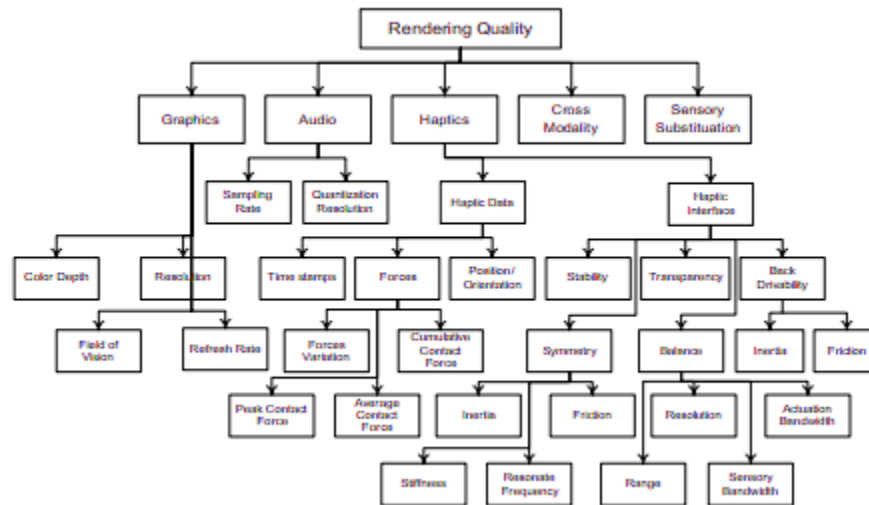 Rendering Quality
Graphics
Audio
Haptics
Cross
Modality
Sensory
Substituation
Sampling
Rate
Quantization
Resolution
Haptic Data
Haptic
Interface
Color Depth
Resolution
Time stamps
Forces
Position/
Orientation
Stability
Transparency
Back
Drivability
Field of
Vision
Refresh Rate
Forces
Variation
Cumulative
Contact
Force
Symmetry
Balance
Inertia
Friction
Peak Contact
Force
Average
Contact
Force
Inertia
Friction
Resolution
Actuation
Bandwidth
Stiffness
Resonate
Frequency
Range
Sensory
Bandwidth